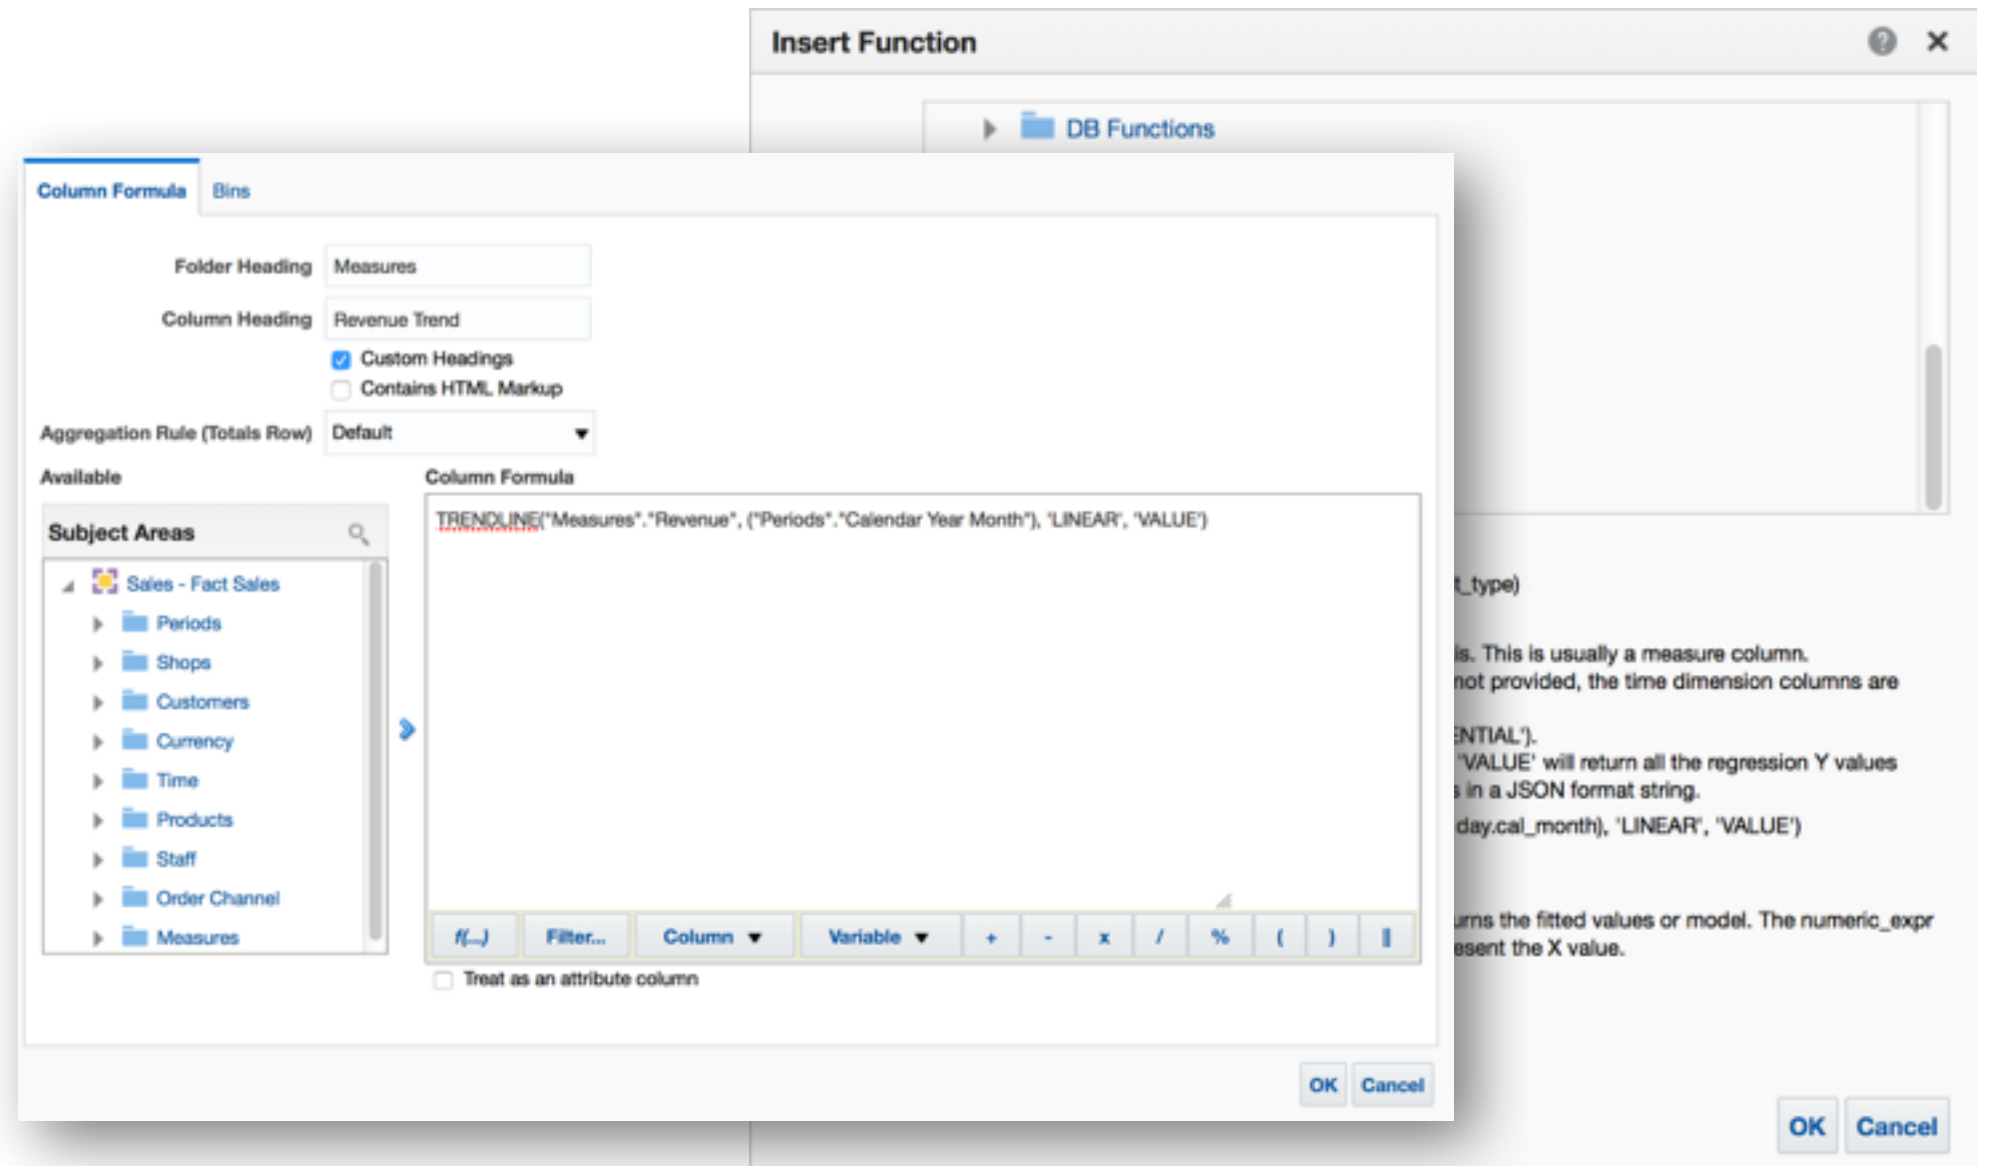 Insert Function
DB Functions
Column Formula Bins
Folder Heading Measures
Column Heading Revenue Trend
Custom Headings
Contains HTML Markup
Aggregation Rule (Totals Row) Default
Available
Column Formula
Subject Areas
Sales - Fact Sales
Periods
Shops
Customers
Currency
Time
Products
Staff
Order Channel
Measures
TRENDLINE("Measures"."Revenue", ("Periods"."Calendar Year Month"), 'LINEAR', 'VALUE')
f(...) Filter... Column Variable + - x / % ( ) ||
Treat as an attribute column
OK Cancel
t_type)
is. This is usually a measure column.
not provided, the time dimension columns are
ENTIAL').
'VALUE' will return all the regression Y values
s in a JSON format string.
day.cal_month), 'LINEAR', 'VALUE')
urns the fitted values or model. The numeric_expr
esent the X value.
OK Cancel